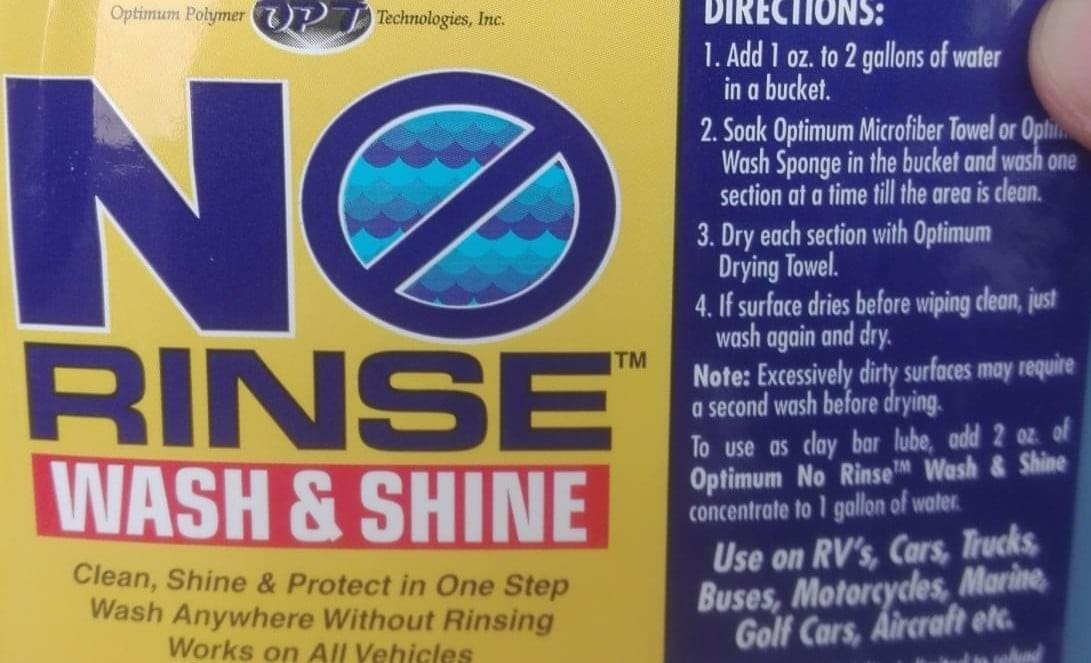 Optimum Polymer OPT Technologies, Inc.
NO
RINSE™
WASH & SHINE
Clean, Shine & Protect in One Step
Wash Anywhere Without Rinsing
Works on All Vehicles
DIRECTIONS:
1. Add 1 oz. to 2 gallons of water
in a bucket.
2. Soak Optimum Microfiber Towel or
Wash Sponge in the bucket and wash one
section at a time till the area is clean.
3. Dry each section with Optimum
Drying Towel.
4. If surface dries before wiping clean, just
wash again and dry.
Note: Excessively dirty surfaces may require
a second wash before drying.
To use as clay bar lube, add 2 oz. of
Optimum No Rinse™ Wash & Shine
concentrate to 1 gallon of water.
Use on RV's, Cars, Trucks,
Buses, Motorcycles, Marine,
Golf Cars, Aircraft etc.